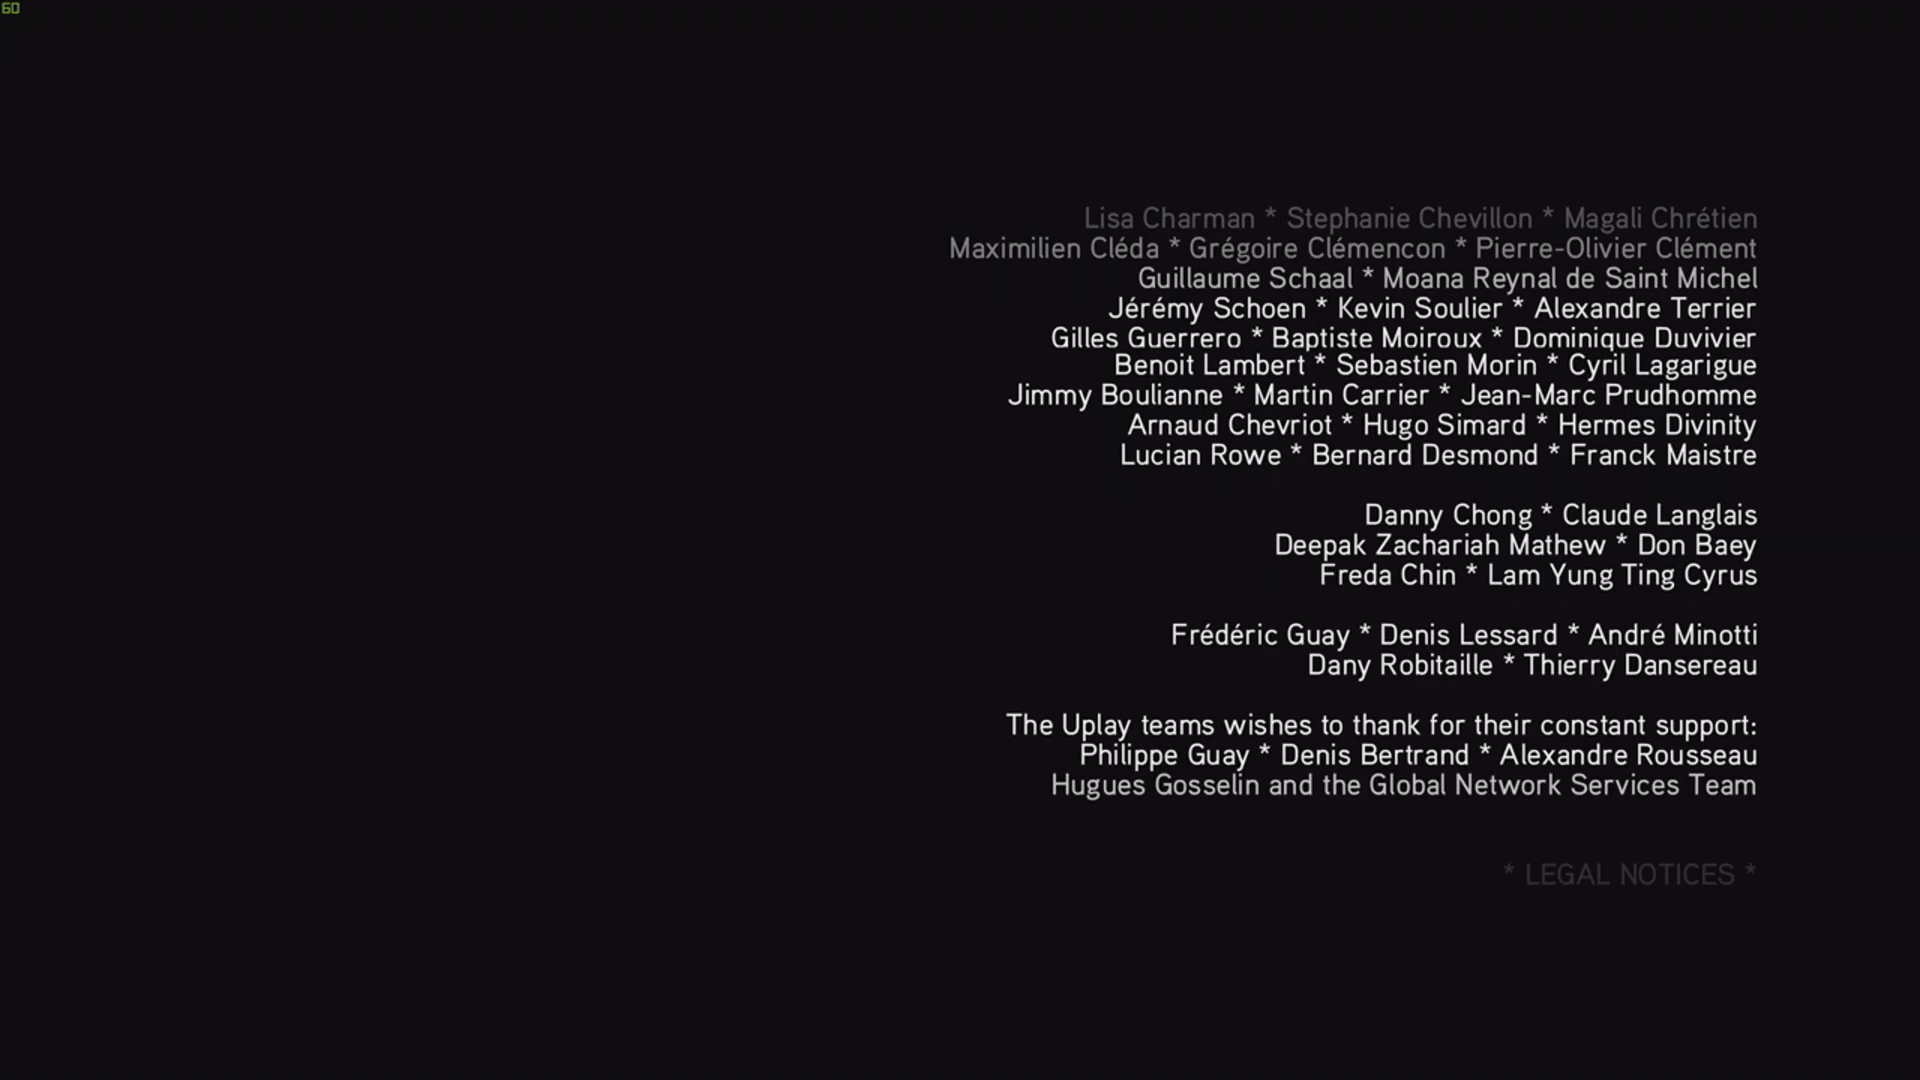 60
Lisa Charman * Stephanie Chevillon * Magali Chrétien
Maximilien Cléda * Grégoire Clémencon * Pierre-Olivier Clément
Guillaume Schaal * Moana Reynal de Saint Michel
Jérémy Schoen * Kevin Soulier * Alexandre Terrier
Gilles Guerrero * Baptiste Moiroux * Dominique Duvivier
Benoit Lambert * Sebastien Morin * Cyril Lagarigue
Jimmy Boulianne * Martin Carrier * Jean-Marc Prudhomme
Arnaud Chevriot * Hugo Simard * Hermes Divinity
Lucian Rowe * Bernard Desmond * Franck Maistre
Danny Chong * Claude Langlais
Deepak Zachariah Mathew * Don Baey
Freda Chin * Lam Yung Ting Cyrus
Frédéric Guay * Denis Lessard * André Minotti
Dany Robitaille * Thierry Dansereau
The Uplay teams wishes to thank for their constant support:
Philippe Guay * Denis Bertrand * Alexandre Rousseau
Hugues Gosselin and the Global Network Services Team
* LEGAL NOTICES *